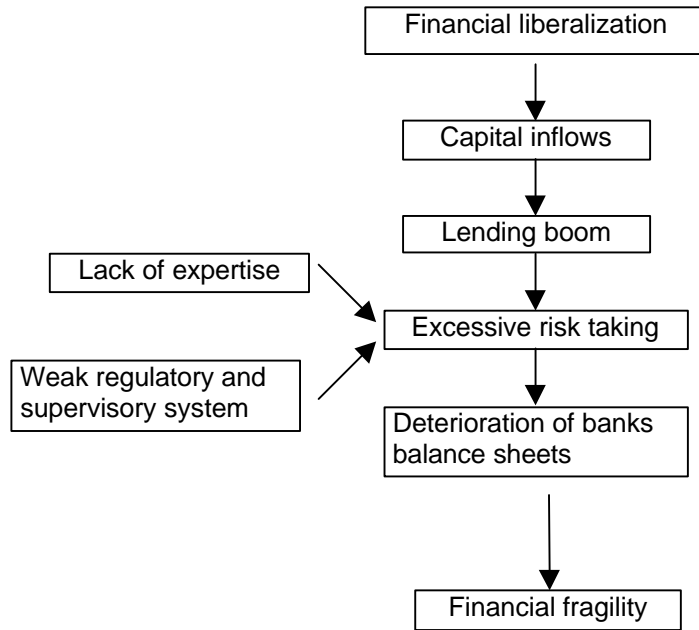 Financial liberalization
Capital inflows
Lending boom
Lack of expertise
Excessive risk taking
Weak regulatory and
supervisory system
Deterioration of banks
balance sheets
Financial fragility